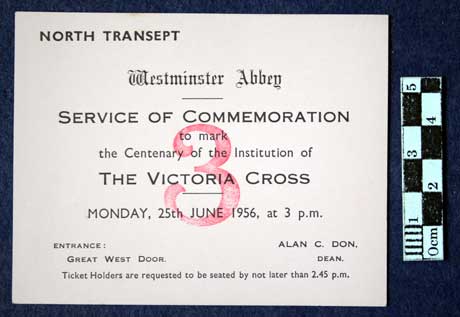 NORTH TRANSEPT
Westminster Abbey
SERVICE OF COMMEMORATION
to mark
the Centenary of the Institution of
THE VICTORIA CROSS
3
MONDAY, 25th JUNE 1956, at 3 p.m.
ENTRANCE: ALAN C. DON,
GREAT WEST DOOR. DEAN.
Ticket Holders are requested to be seated by not later than 2.45 p.m.
5
4
3
2
1
0cm